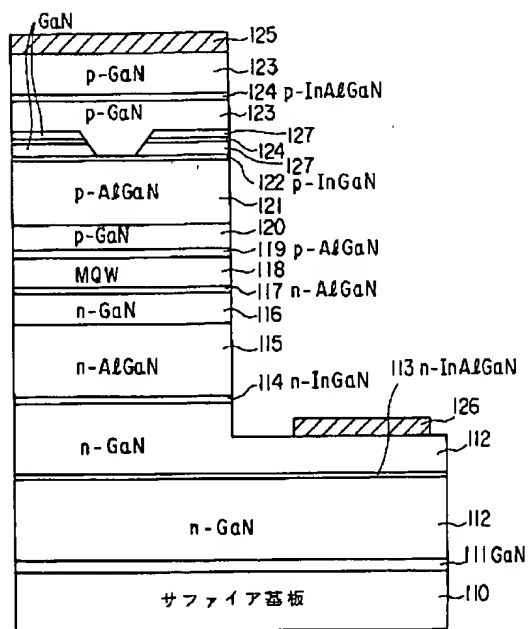 GaN
125
p-GaN
123
124 p-InAlGaN
p-GaN
123
127
124
127
122 p-InGaN
p-AlGaN
121
p-GaN
120
119 p-AlGaN
MQW
118
117 n-AlGaN
n-GaN
116
115
n-AlGaN
113 n-InAlGaN
114 n-InGaN
126
n-GaN
112
n-GaN
112
111 GaN
サファイア基板
110